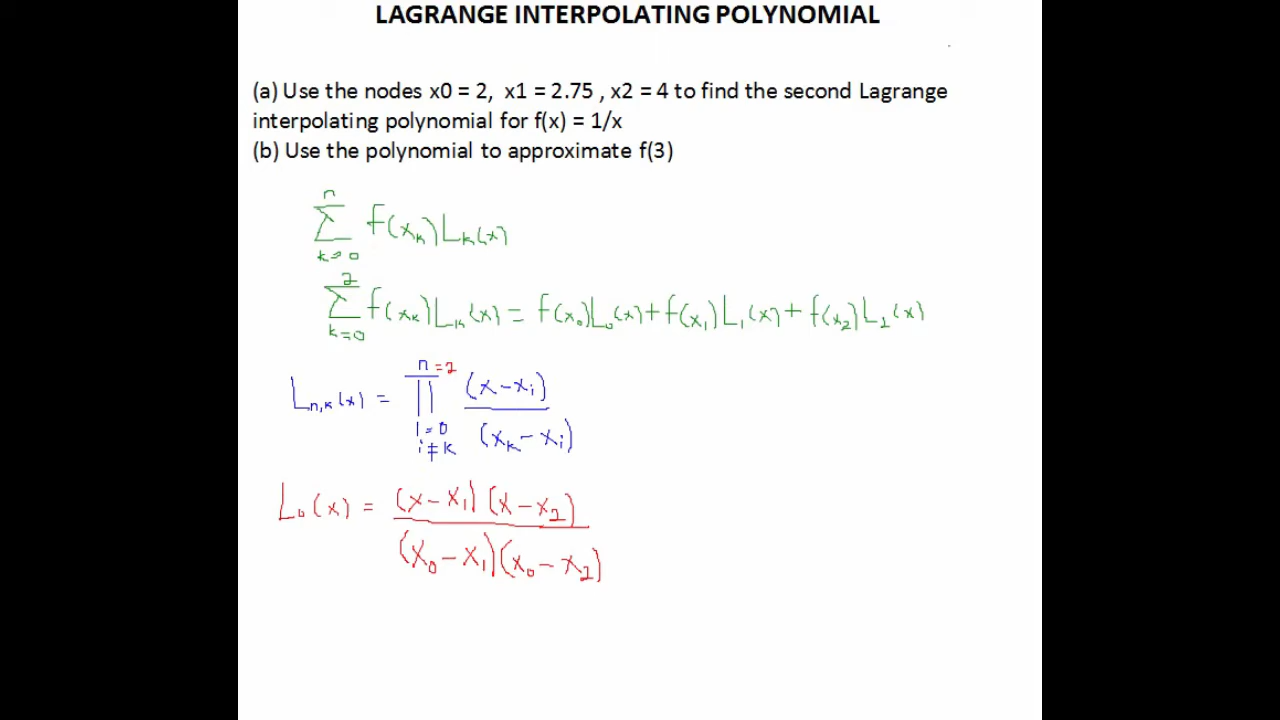 LAGRANGE INTERPOLATING POLYNOMIAL
(a) Use the nodes x0 = 2, x1 = 2.75 , x2 = 4 to find the second Lagrange
interpolating polynomial for f(x) = 1/x
(b) Use the polynomial to approximate f(3)
n
∑ f(xₖ)Lₖ(x)
k=0
2
∑ f(xₖ)Lₖ(x) = f(x₀)L₀(x)+f(x₁)L₁(x)+f(x₂)L₂(x)
k=0
n=2
Lₙ,ₖ(x) = ∏ (x-xᵢ)
i=0
(xₖ-xᵢ)
i≠k
L₀(x) = (x-x₁)(x-x₂)
(x₀-x₁)(x₀-x₂)